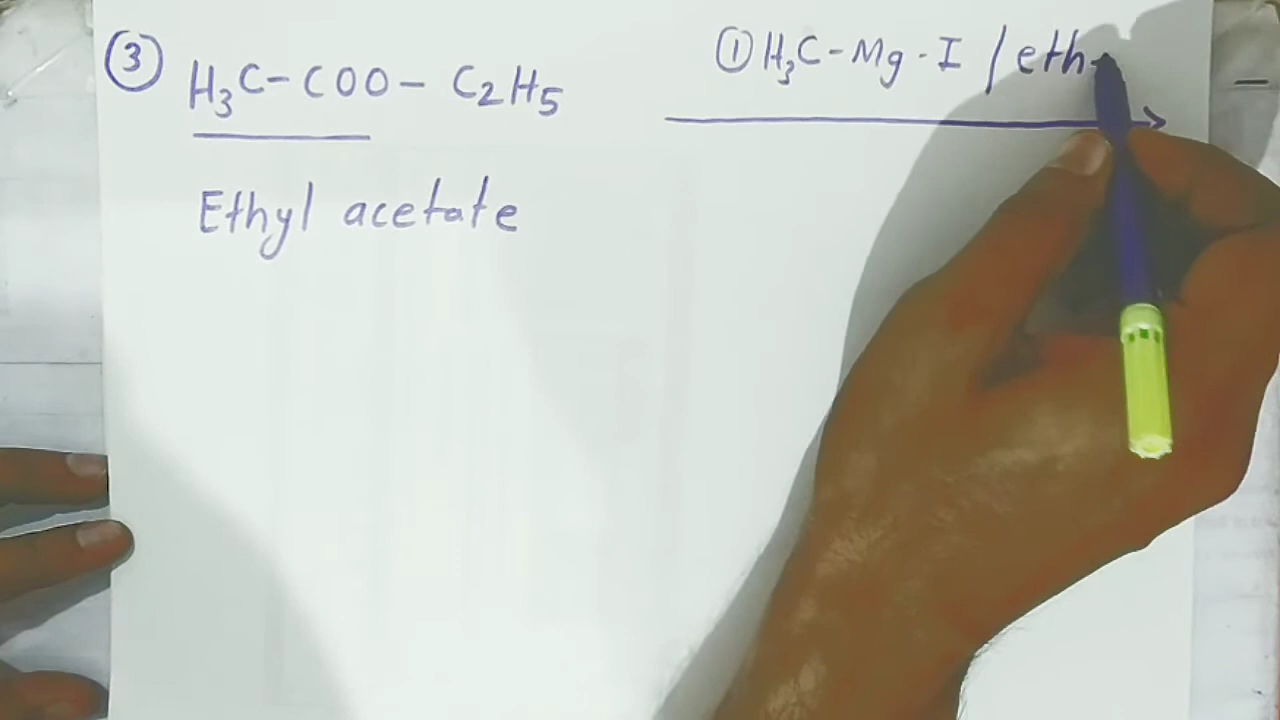 ③ H₃C-COO-C₂H₅
① H₃C-Mg-I / eth
Ethyl acetate